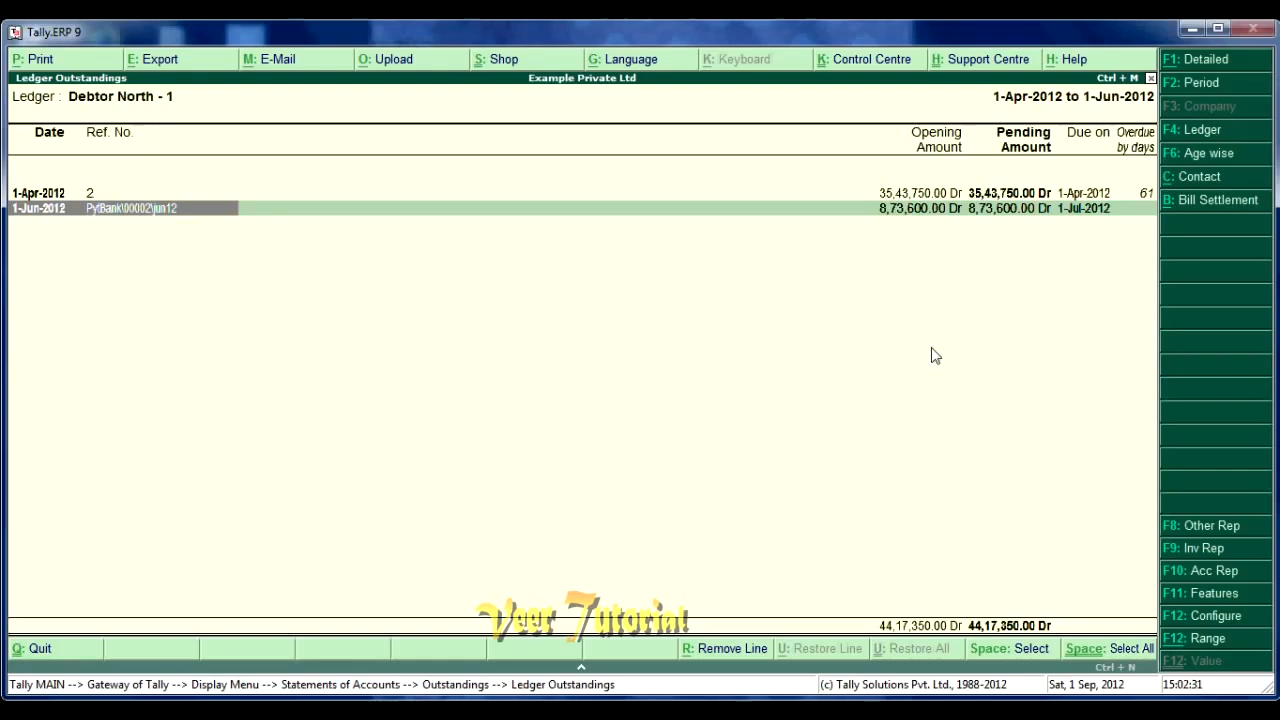 Tally.ERP 9
P: Print E: Export M: E-Mail O: Upload S: Shop G: Language K: Keyboard K: Control Centre H: Support Centre H: Help
Ledger Outstandings Example Private Ltd Ctrl + M
Ledger : Debtor North - 1 1-Apr-2012 to 1-Jun-2012
Date Ref. No. Opening Pending Due on Overdue
Amount Amount by days
1-Apr-2012 2 35,43,750.00 Dr 35,43,750.00 Dr 1-Apr-2012 61
1-Jun-2012 PytBank\00002\jun12 8,73,600.00 Dr 8,73,600.00 Dr 1-Jul-2012
Veer Tutorial
44,17,350.00 Dr 44,17,350.00 Dr
Q: Quit R: Remove Line U: Restore Line U: Restore All Space: Select Space: Select All
Ctrl + N
Tally MAIN --> Gateway of Tally --> Display Menu --> Statements of Accounts --> Outstandings --> Ledger Outstandings (c) Tally Solutions Pvt. Ltd., 1988-2012 Sat, 1 Sep, 2012 15:02:31
F1: Detailed
F2: Period
F3: Company
F4: Ledger
F6: Age wise
C: Contact
B: Bill Settlement
F8: Other Rep
F9: Inv Rep
F10: Acc Rep
F11: Features
F12: Configure
F12: Range
F12: Value